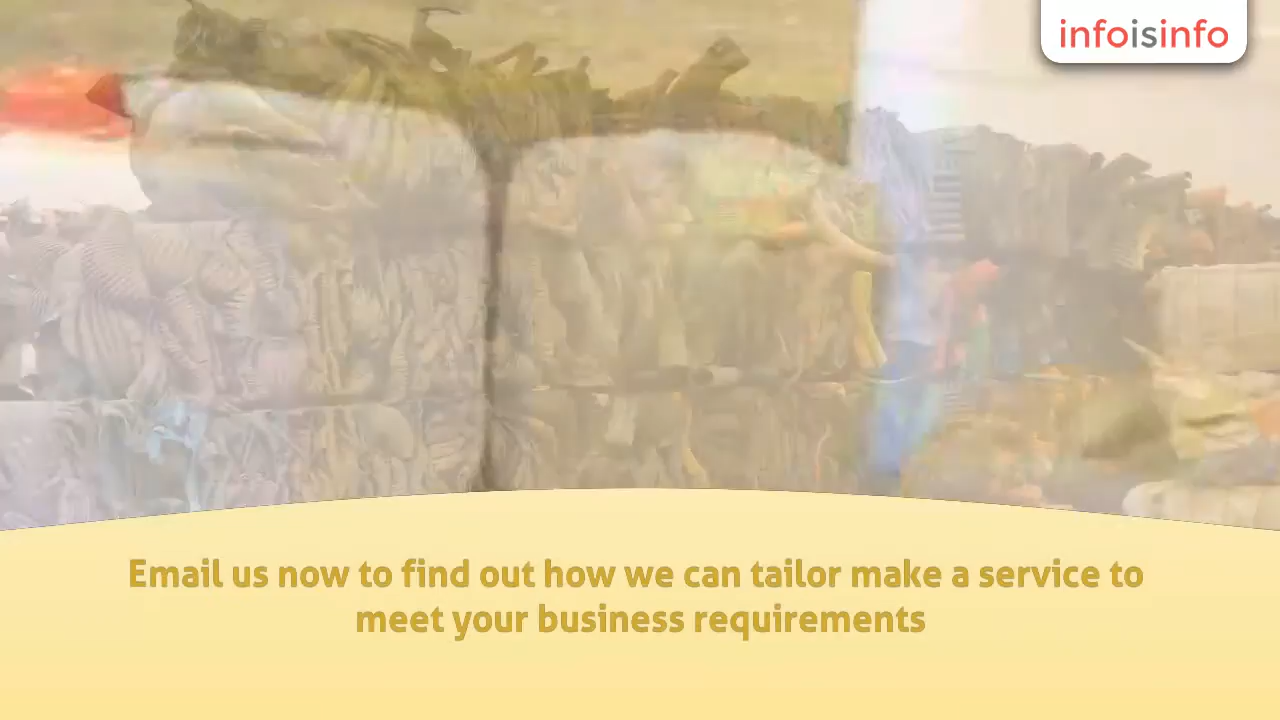 infoisinfo
Email us now to find out how we can tailor make a service to
meet your business requirements